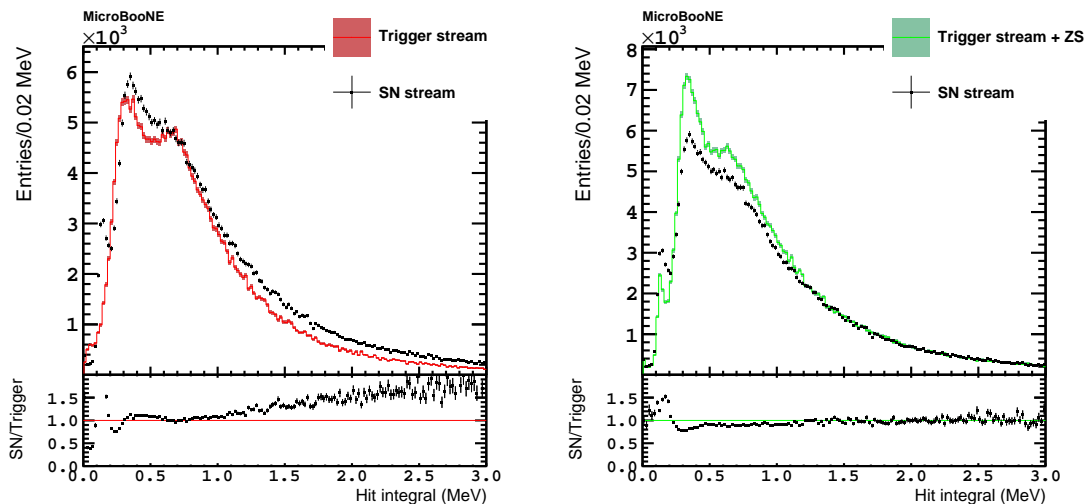 MicroBooNE
×10³
Trigger stream
SN stream
Entries/0.02 MeV
6
5
4
3
2
1
SN/Trigger
1.5
1.0
0.5
0.0
0.0 0.5 1.0 1.5 2.0 2.5 3.0
Hit integral (MeV)
MicroBooNE
×10³
Trigger stream + ZS
SN stream
Entries/0.02 MeV
8
7
6
5
4
3
2
1
SN/Trigger
1.5
1.0
0.5
0.0
0.0 0.5 1.0 1.5 2.0 2.5 3.0
Hit integral (MeV)